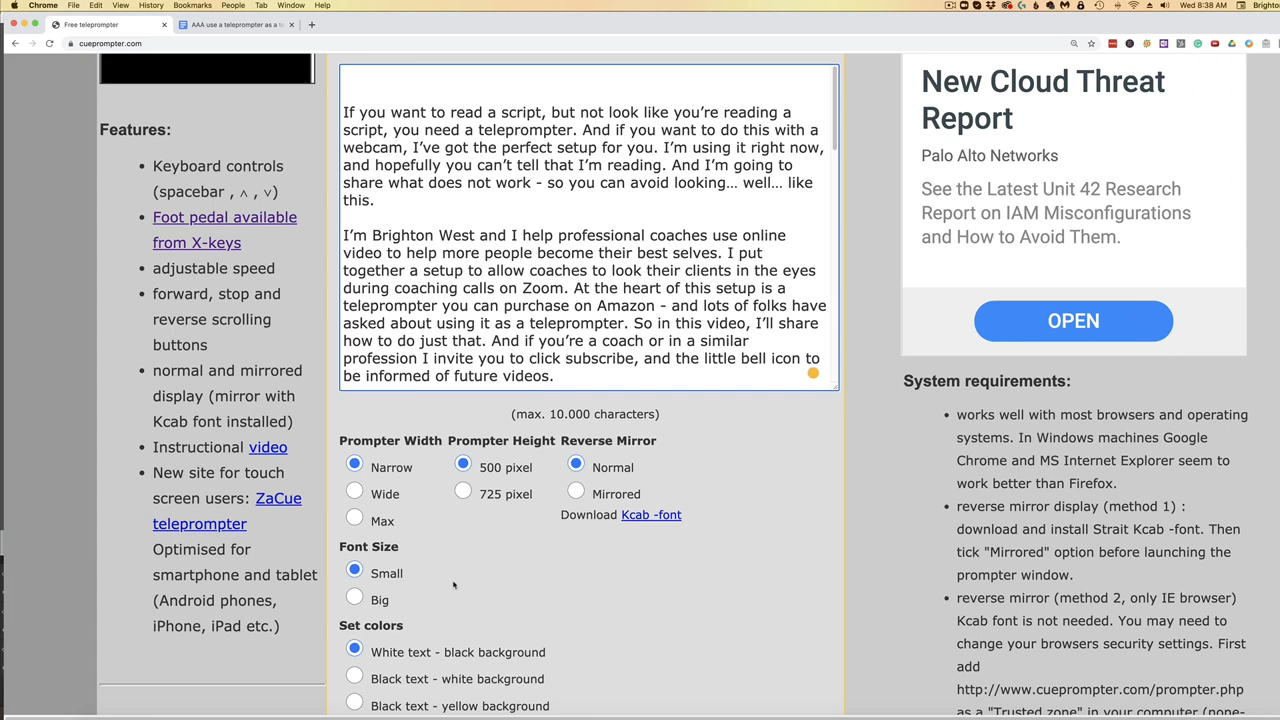 Chrome File Edit View History Bookmarks People Tab Window Help
Wed 8:38 AM Brighto
Free teleprompter
AAA use a teleprompter as a te
cueprompter.com
Features:
Keyboard controls
(spacebar , ^ , v)
Foot pedal available
from X-keys
adjustable speed
forward, stop and
reverse scrolling
buttons
normal and mirrored
display (mirror with
Kcab font installed)
Instructional video
New site for touch
screen users: ZaCue
teleprompter
Optimised for
smartphone and tablet
(Android phones,
iPhone, iPad etc.)
If you want to read a script, but not look like you’re reading a
script, you need a teleprompter. And if you want to do this with a
webcam, I’ve got the perfect setup for you. I’m using it right now,
and hopefully you can’t tell that I’m reading. And I’m going to
share what does not work - so you can avoid looking… well… like
this.
I’m Brighton West and I help professional coaches use online
video to help more people become their best selves. I put
together a setup to allow coaches to look their clients in the eyes
during coaching calls on Zoom. At the heart of this setup is a
teleprompter you can purchase on Amazon - and lots of folks have
asked about using it as a teleprompter. So in this video, I’ll share
how to do just that. And if you’re a coach or in a similar
profession I invite you to click subscribe, and the little bell icon to
be informed of future videos.
(max. 10.000 characters)
Prompter Width Prompter Height Reverse Mirror
Narrow 500 pixel Normal
Wide 725 pixel Mirrored
Max Download Kcab -font
Font Size
Small
Big
Set colors
White text - black background
Black text - white background
Black text - yellow background
New Cloud Threat
Report
Palo Alto Networks
See the Latest Unit 42 Research
Report on IAM Misconfigurations
and How to Avoid Them.
OPEN
System requirements:
works well with most browsers and operating
systems. In Windows machines Google
Chrome and MS Internet Explorer seem to
work better than Firefox.
reverse mirror display (method 1) :
download and install Strait Kcab -font. Then
tick "Mirrored" option before launching the
prompter window.
reverse mirror (method 2, only IE browser)
Kcab font is not needed. You may need to
change your browsers security settings. First
add
http://www.cueprompter.com/prompter.php
as a "Trusted zone" in your computer (none-